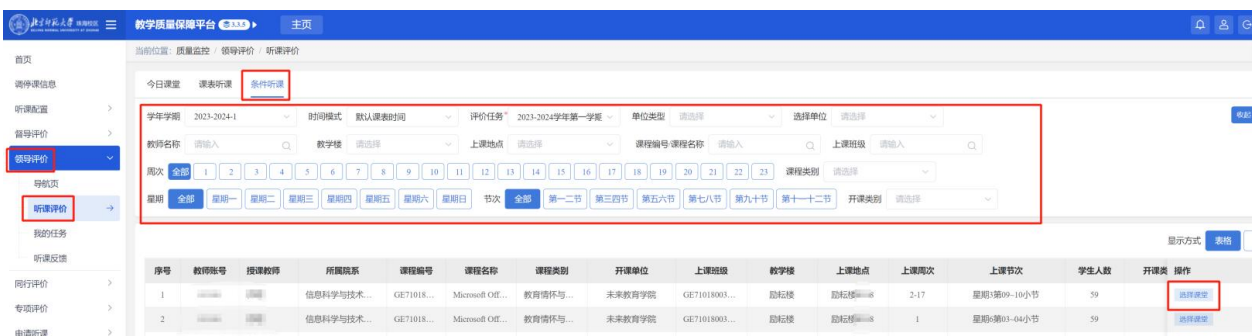 北京师范大学 珠海校区 教学质量保障平台 3.3.5 主页
当前位置: 质量监控 / 领导评价 / 听课评价
首页
调停课信息
听课配置
督导评价
领导评价
导航页
听课评价
我的任务
听课反馈
同行评价
专项评价
申请听课
今日课堂 课表听课 条件听课
学年学期 2023-2024-1 时间模式 默认课表时间 评价任务* 2023-2024学年第一学期 单位类型 请选择 选择单位 请选择 收起
教师名称 请输入 教学楼 请选择 上课地点 请选择 课程编号/课程名称 请输入 上课班级 请输入
周次 全部 1 2 3 4 5 6 7 8 9 10 11 12 13 14 15 16 17 18 19 20 21 22 23 课程类别 请选择
星期 全部 星期一 星期二 星期三 星期四 星期五 星期六 星期日 节次 全部 第一二节 第三四节 第五六节 第七八节 第九十节 第十一十二节 开课类别 请选择
显示方式 表格
序号 教师账号 授课教师 所属院系 课程编号 课程名称 课程类别 开课单位 上课班级 教学楼 上课地点 上课周次 上课节次 学生人数 开课类 操作
1 信息科学与技术... GE71018... Microsoft Off... 教育情怀与... 未来教育学院 GE71018003... 励耘楼 励耘楼 2-17 星期3第09~10小节 59 选择课堂
2 信息科学与技术... GE71018... Microsoft Off... 教育情怀与... 未来教育学院 GE71018003... 励耘楼 励耘楼 1 星期6第03~04小节 59 选择课堂